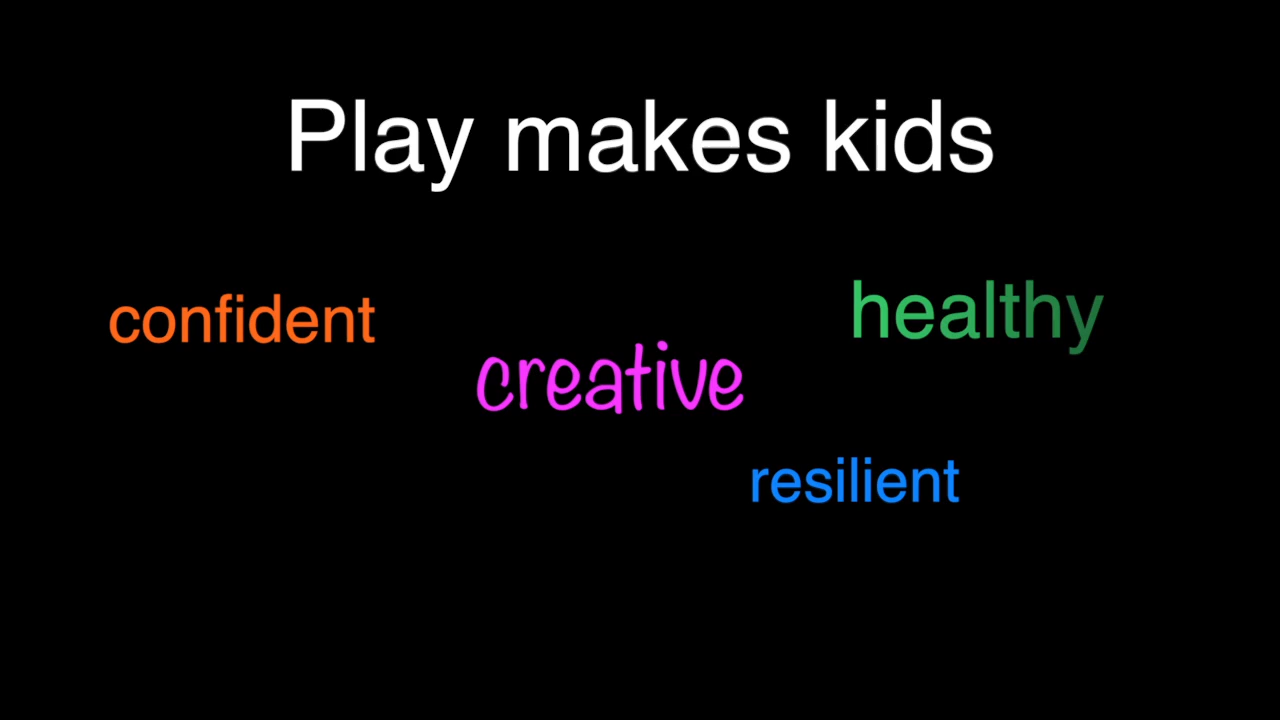 Play makes kids
confident
healthy
creative
resilient